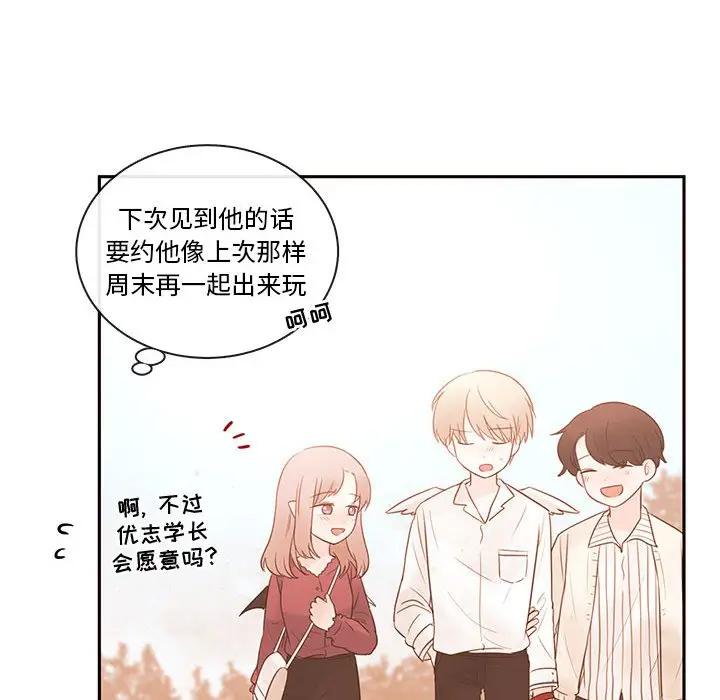 下次见到他的话
要约他像上次那样
周末再一起出来玩
呵呵
啊, 不过
优志学长
会愿意吗?